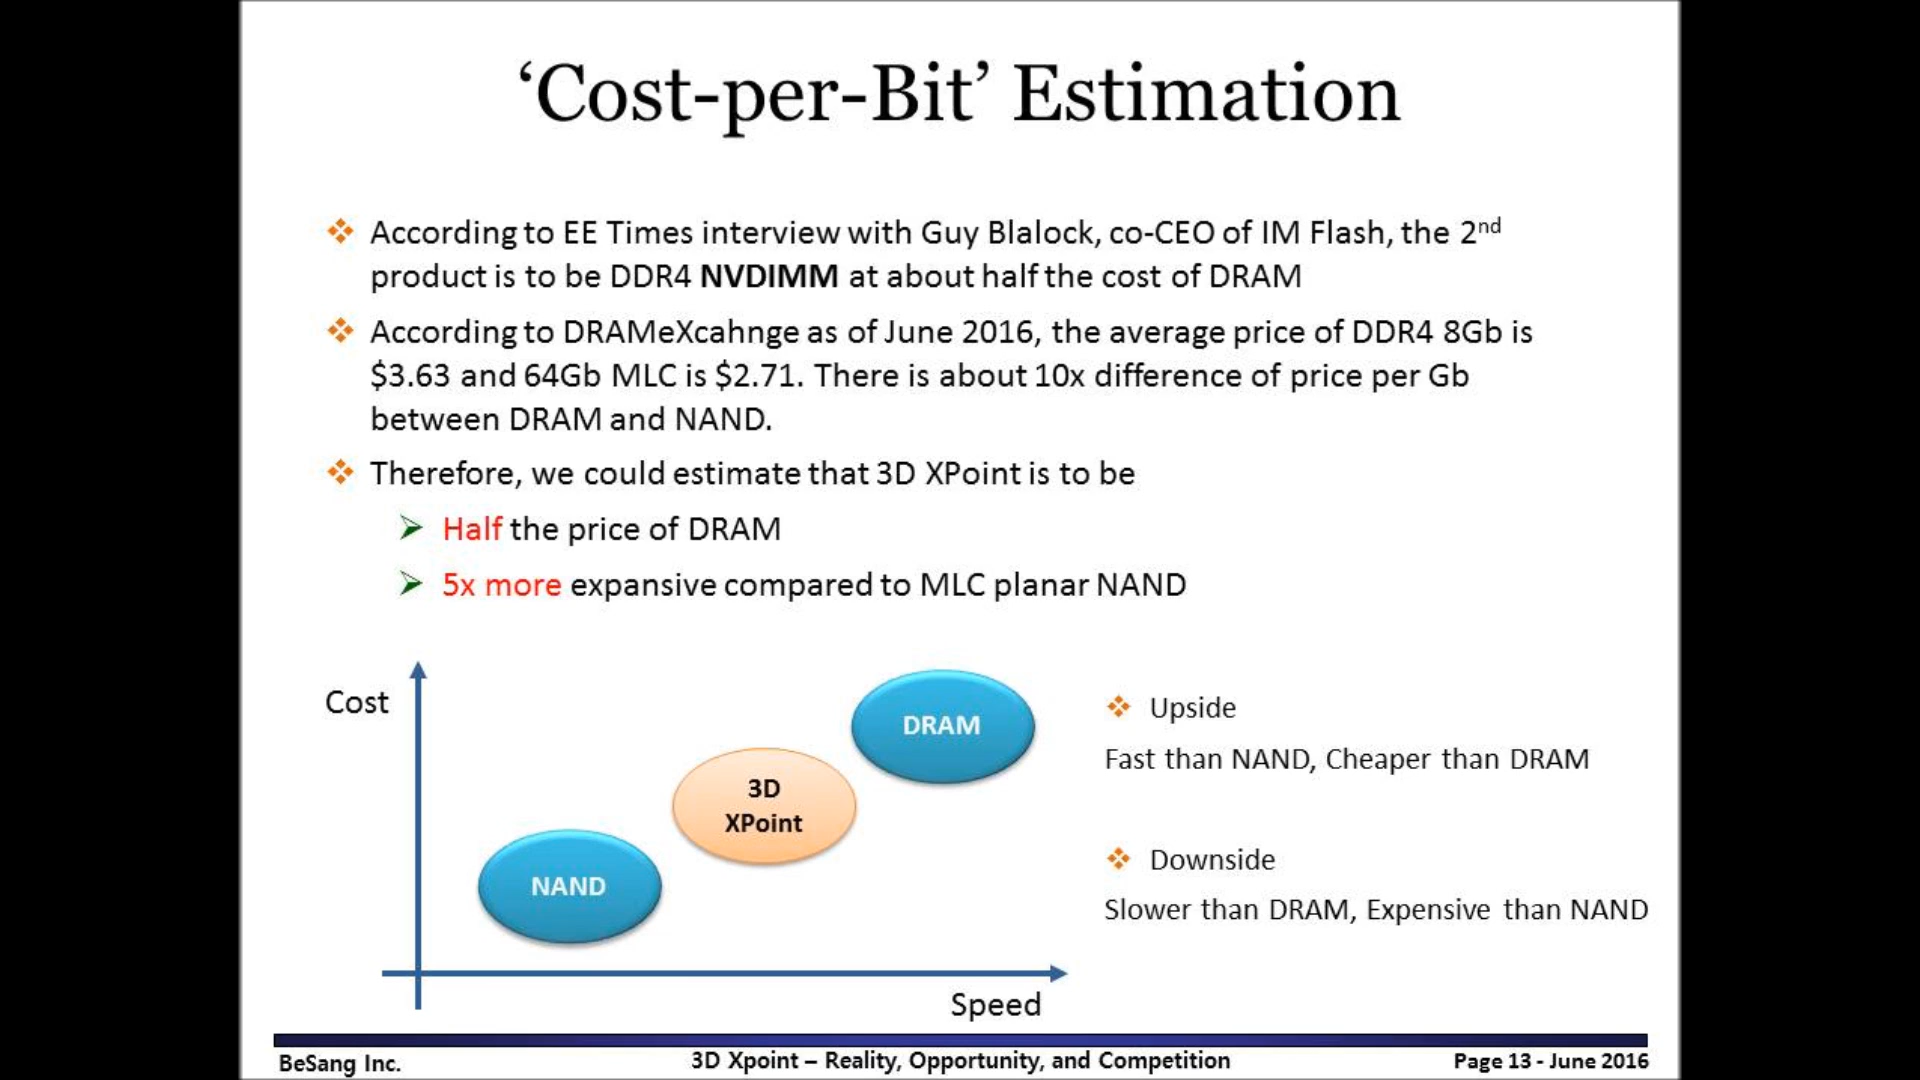 ‘Cost-per-Bit’ Estimation
According to EE Times interview with Guy Blalock, co-CEO of IM Flash, the 2nd
product is to be DDR4 NVDIMM at about half the cost of DRAM
According to DRAMeXcahnge as of June 2016, the average price of DDR4 8Gb is
$3.63 and 64Gb MLC is $2.71. There is about 10x difference of price per Gb
between DRAM and NAND.
Therefore, we could estimate that 3D XPoint is to be
Half the price of DRAM
5x more expansive compared to MLC planar NAND
Cost
DRAM
3D
XPoint
NAND
Speed
Upside
Fast than NAND, Cheaper than DRAM
Downside
Slower than DRAM, Expensive than NAND
BeSang Inc.
3D Xpoint – Reality, Opportunity, and Competition
Page 13 - June 2016